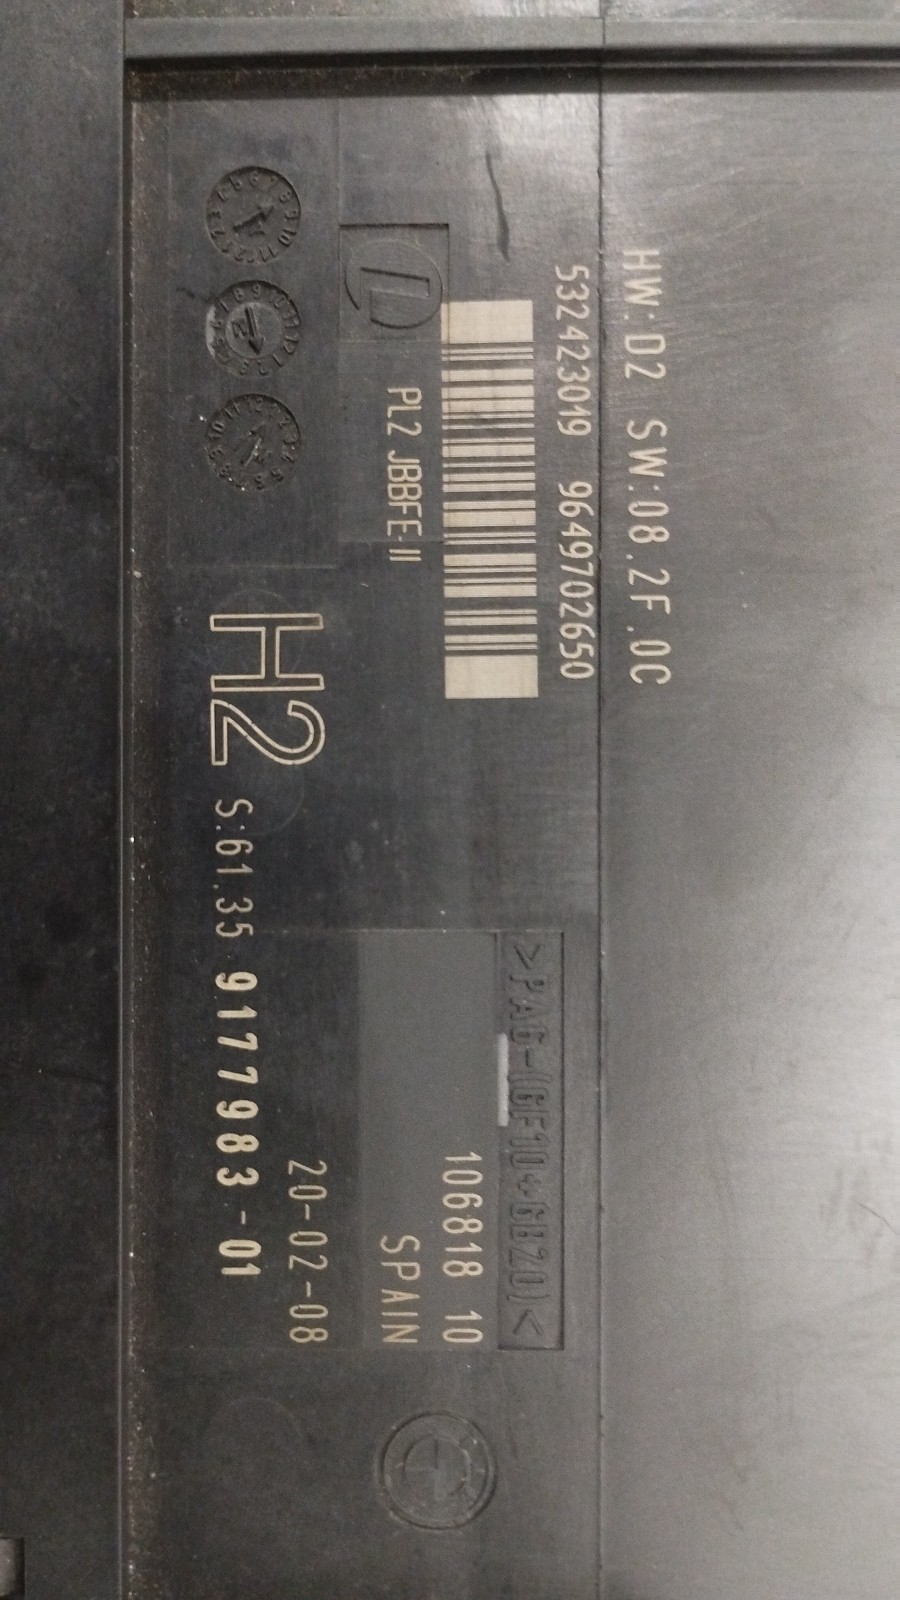 HW:D2 SW:08.2F.0C
532423019 9649702650
PL2 JBBFE-II
>PA6-(GF10+GB20)<
106818 10
SPAIN
20-02-08
H2 S:61.35 9177983-01